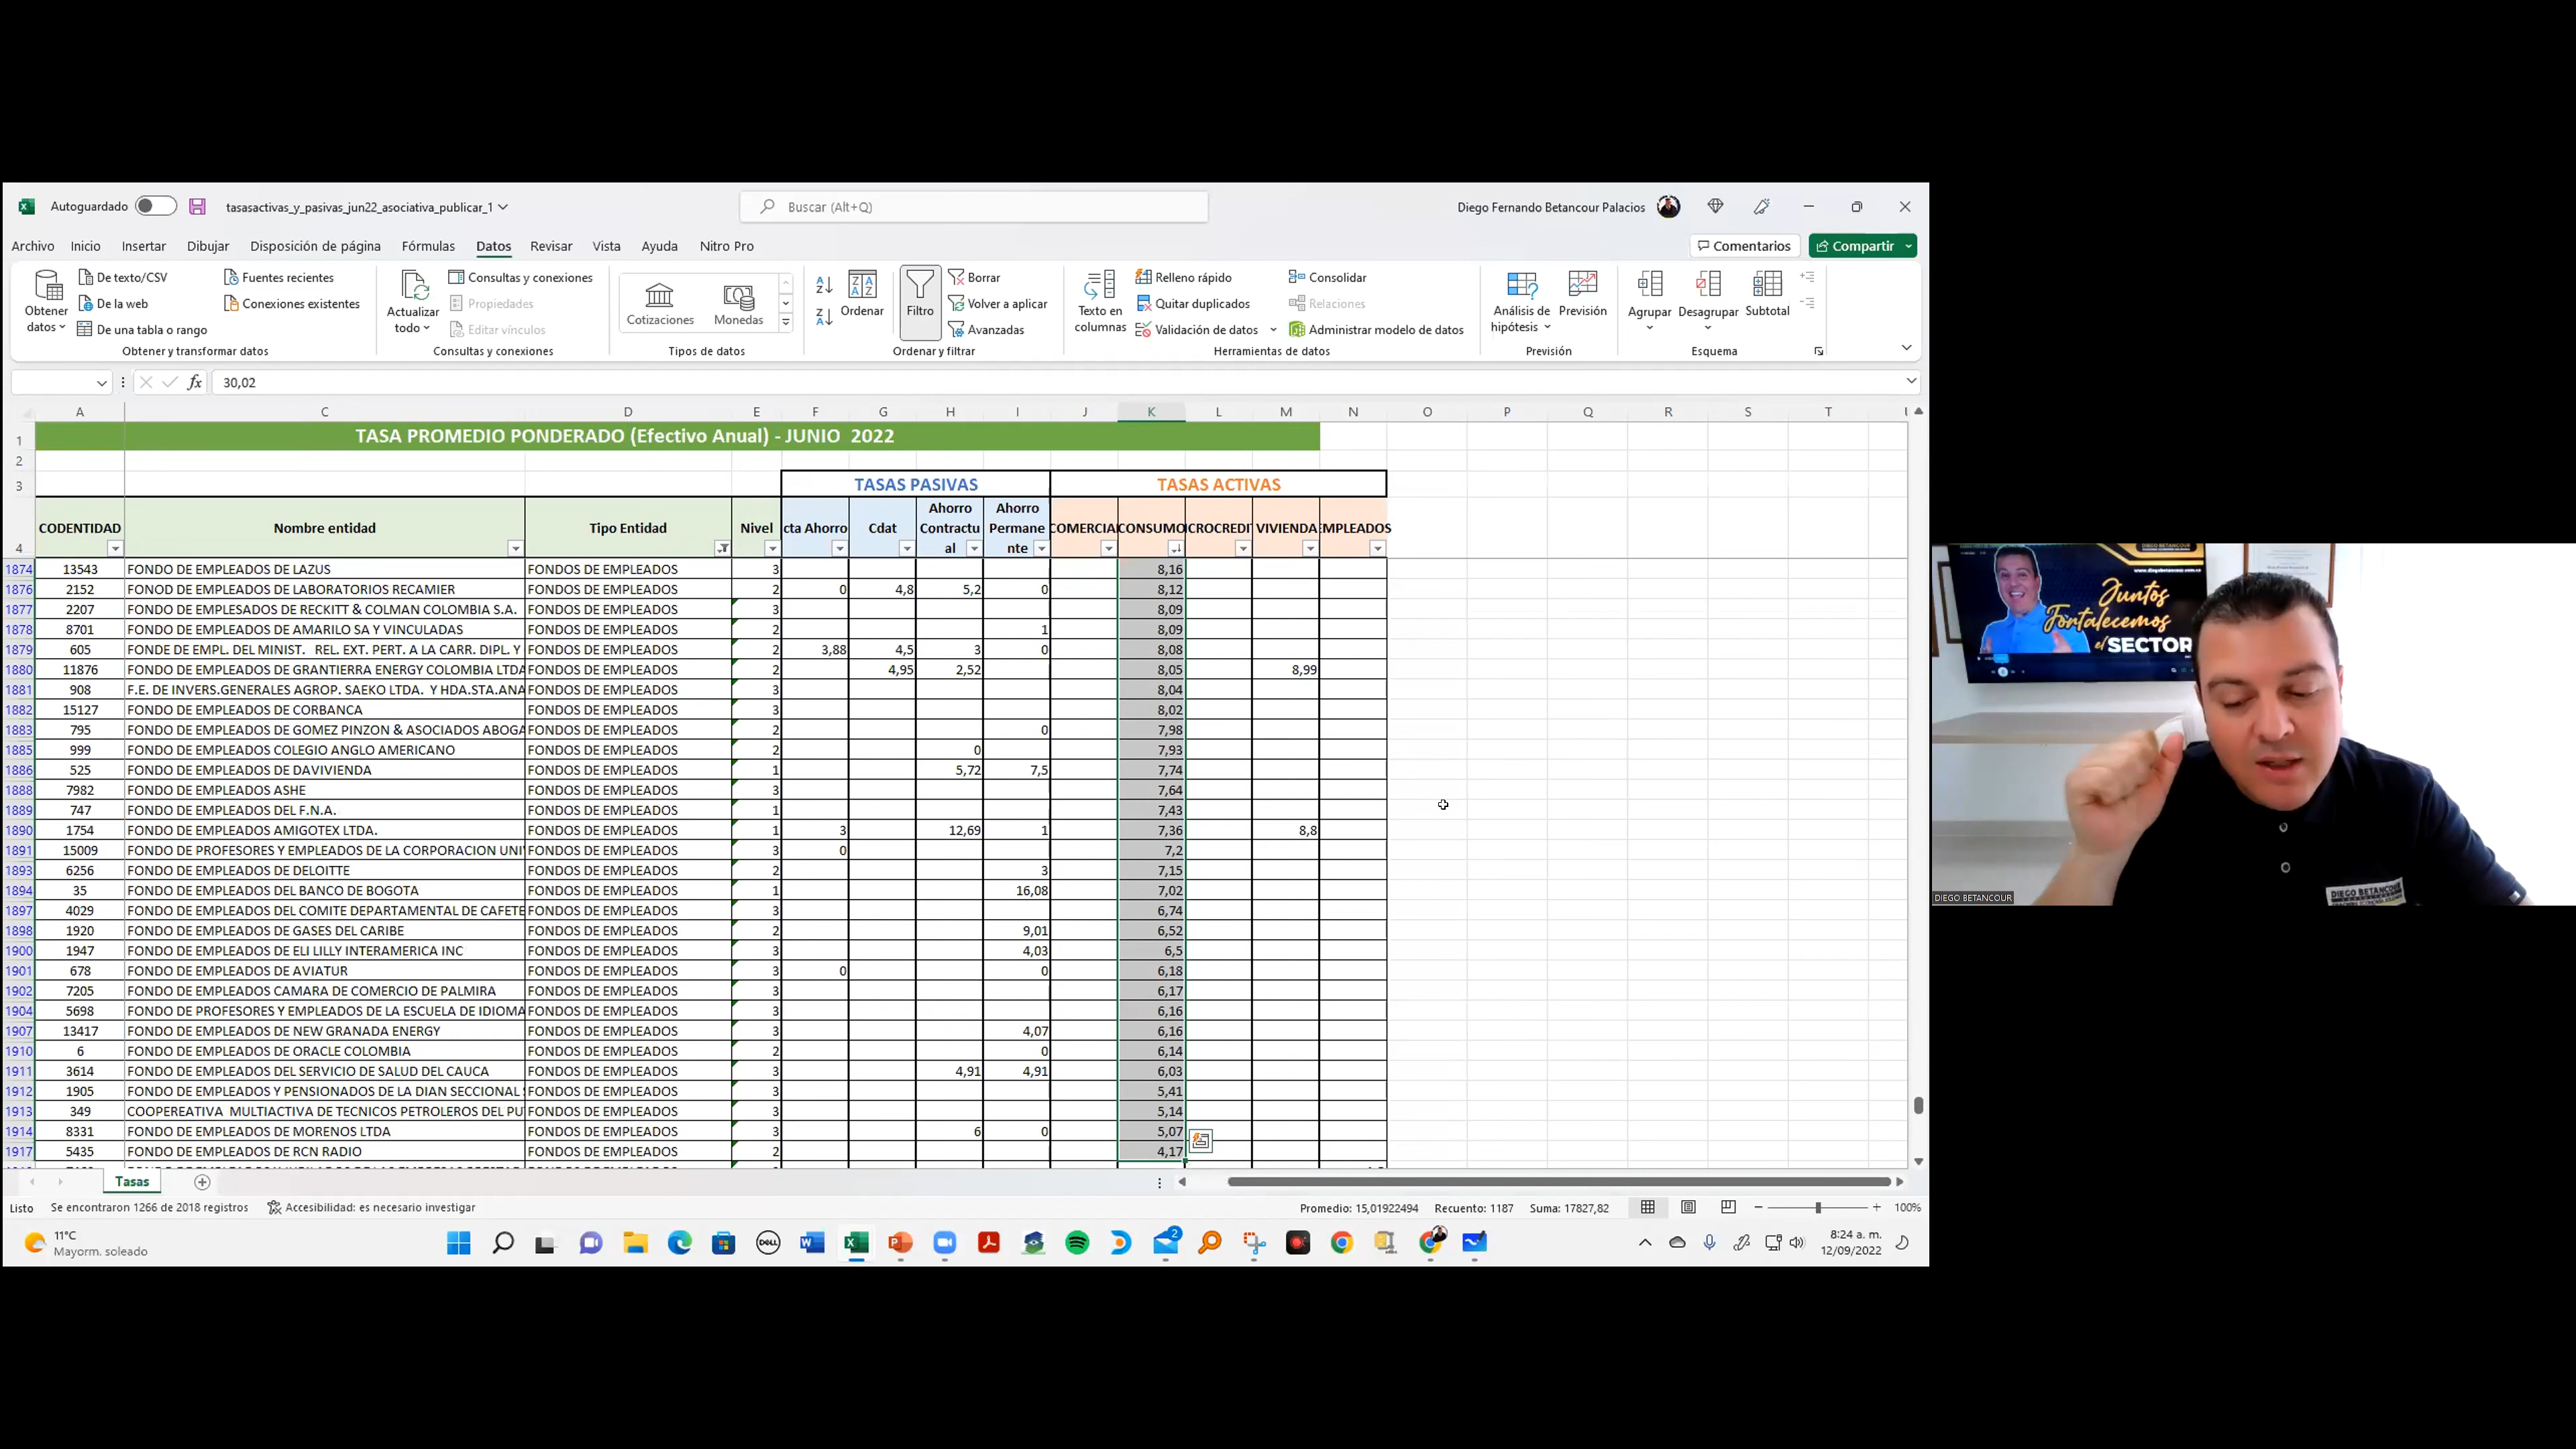 Autoguardado
tasasactivas_y_pasivas_jun22_asociativa_publicar_1
Buscar (Alt+Q)
Diego Fernando Betancour Palacios
Archivo Inicio Insertar Dibujar Disposición de página Fórmulas Datos Revisar Vista Ayuda Nitro Pro
Comentarios Compartir
Obtener datos
De texto/CSV
De la web
De una tabla o rango
Fuentes recientes
Conexiones existentes
Obtener y transformar datos
Actualizar todo
Consultas y conexiones
Propiedades
Editar vínculos
Consultas y conexiones
Cotizaciones Monedas
Tipos de datos
Ordenar
Filtro
Borrar
Volver a aplicar
Avanzadas
Ordenar y filtrar
Texto en columnas
Relleno rápido
Quitar duplicados
Validación de datos
Consolidar
Relaciones
Administrar modelo de datos
Herramientas de datos
Análisis de hipótesis
Previsión
Previsión
Agrupar Desagrupar Subtotal
Esquema
fx 30,02
A C D E F G H I J K L M N O P Q R S T
1 TASA PROMEDIO PONDERADO (Efectivo Anual) - JUNIO 2022
2
3 TASAS PASIVAS TASAS ACTIVAS
4 CODENTIDAD Nombre entidad Tipo Entidad Nivel cta Ahorro Cdat Ahorro Contractu al Ahorro Permane nte COMERCIA CONSUMO ICROCREDI VIVIENDA EMPLEADOS
1874 13543 FONDO DE EMPLEADOS DE LAZUS FONDOS DE EMPLEADOS 3 8,16
1876 2152 FONOD DE EMPLEADOS DE LABORATORIOS RECAMIER FONDOS DE EMPLEADOS 2 0 4,8 5,2 0 8,12
1877 2207 FONDO DE EMPLESADOS DE RECKITT & COLMAN COLOMBIA S.A. FONDOS DE EMPLEADOS 3 8,09
1878 8701 FONDO DE EMPLEADOS DE AMARILO SA Y VINCULADAS FONDOS DE EMPLEADOS 2 1 8,09
1879 605 FONDE DE EMPL. DEL MINIST. REL. EXT. PERT. A LA CARR. DIPL. Y FONDOS DE EMPLEADOS 2 3,88 4,5 3 0 8,08
1880 11876 FONDO DE EMPLEADOS DE GRANTIERRA ENERGY COLOMBIA LTDA FONDOS DE EMPLEADOS 2 4,95 2,52 8,05 8,99
1881 908 F.E. DE INVERS.GENERALES AGROP. SAEKO LTDA. Y HDA.STA.ANA FONDOS DE EMPLEADOS 3 8,04
1882 15127 FONDO DE EMPLEADOS DE CORBANCA FONDOS DE EMPLEADOS 3 8,02
1883 795 FONDO DE EMPLEADOS DE GOMEZ PINZON & ASOCIADOS ABOGA FONDOS DE EMPLEADOS 2 0 7,98
1885 999 FONDO DE EMPLEADOS COLEGIO ANGLO AMERICANO FONDOS DE EMPLEADOS 2 0 7,93
1886 525 FONDO DE EMPLEADOS DE DAVIVIENDA FONDOS DE EMPLEADOS 1 5,72 7,5 7,74
1888 7982 FONDO DE EMPLEADOS ASHE FONDOS DE EMPLEADOS 3 7,64
1889 747 FONDO DE EMPLEADOS DEL F.N.A. FONDOS DE EMPLEADOS 1 7,43
1890 1754 FONDO DE EMPLEADOS AMIGOTEX LTDA. FONDOS DE EMPLEADOS 1 3 12,69 1 7,36 8,8
1891 15009 FONDO DE PROFESORES Y EMPLEADOS DE LA CORPORACION UNI FONDOS DE EMPLEADOS 3 0 7,2
1893 6256 FONDO DE EMPLEADOS DE DELOITTE FONDOS DE EMPLEADOS 2 3 7,15
1894 35 FONDO DE EMPLEADOS DEL BANCO DE BOGOTA FONDOS DE EMPLEADOS 1 16,08 7,02
1897 4029 FONDO DE EMPLEADOS DEL COMITE DEPARTAMENTAL DE CAFETE FONDOS DE EMPLEADOS 3 6,74
1898 1920 FONDO DE EMPLEADOS DE GASES DEL CARIBE FONDOS DE EMPLEADOS 2 9,01 6,52
1900 1947 FONDO DE EMPLEADOS DE ELI LILLY INTERAMERICA INC FONDOS DE EMPLEADOS 3 4,03 6,5
1901 678 FONDO DE EMPLEADOS DE AVIATUR FONDOS DE EMPLEADOS 3 0 0 6,18
1902 7205 FONDO DE EMPLEADOS CAMARA DE COMERCIO DE PALMIRA FONDOS DE EMPLEADOS 3 6,17
1904 5698 FONDO DE PROFESORES Y EMPLEADOS DE LA ESCUELA DE IDIOMA FONDOS DE EMPLEADOS 3 6,16
1907 13417 FONDO DE EMPLEADOS DE NEW GRANADA ENERGY FONDOS DE EMPLEADOS 3 4,07 6,16
1910 6 FONDO DE EMPLEADOS DE ORACLE COLOMBIA FONDOS DE EMPLEADOS 2 0 6,14
1911 3614 FONDO DE EMPLEADOS DEL SERVICIO DE SALUD DEL CAUCA FONDOS DE EMPLEADOS 3 4,91 4,91 6,03
1912 1905 FONDO DE EMPLEADOS Y PENSIONADOS DE LA DIAN SECCIONAL FONDOS DE EMPLEADOS 3 5,41
1913 349 COOPEREATIVA MULTIACTIVA DE TECNICOS PETROLEROS DEL PU FONDOS DE EMPLEADOS 3 5,14
1914 8331 FONDO DE EMPLEADOS DE MORENOS LTDA FONDOS DE EMPLEADOS 3 6 0 5,07
1917 5435 FONDO DE EMPLEADOS DE RCN RADIO FONDOS DE EMPLEADOS 2 4,17
Tasas
Listo Se encontraron 1266 de 2018 registros Accesibilidad: es necesario investigar Promedio: 15,01922494 Recuento: 1187 Suma: 17827,82 100%
11°C
Mayorm. soleado
DELL
2
8:24 a. m.
12/09/2022
DIEGO BETANCOUR
www.diegobetancour.com.co
Juntos
Fortalecemos
el SECTOR
DIEGO BETANCOUR
DIEGO BETANCOUR